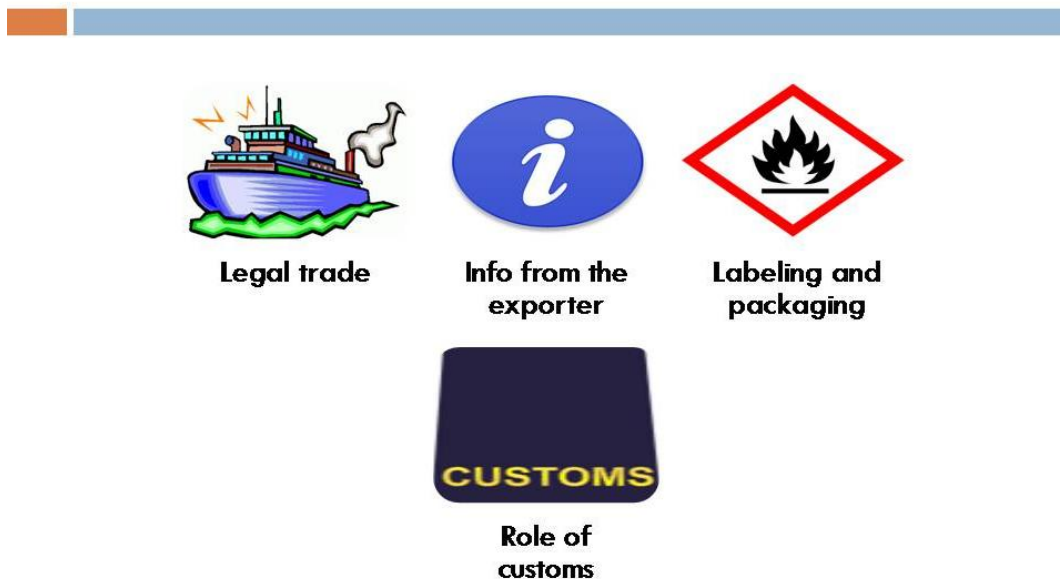 Legal trade
Info from the
exporter
Labeling and
packaging
CUSTOMS
Role of
customs